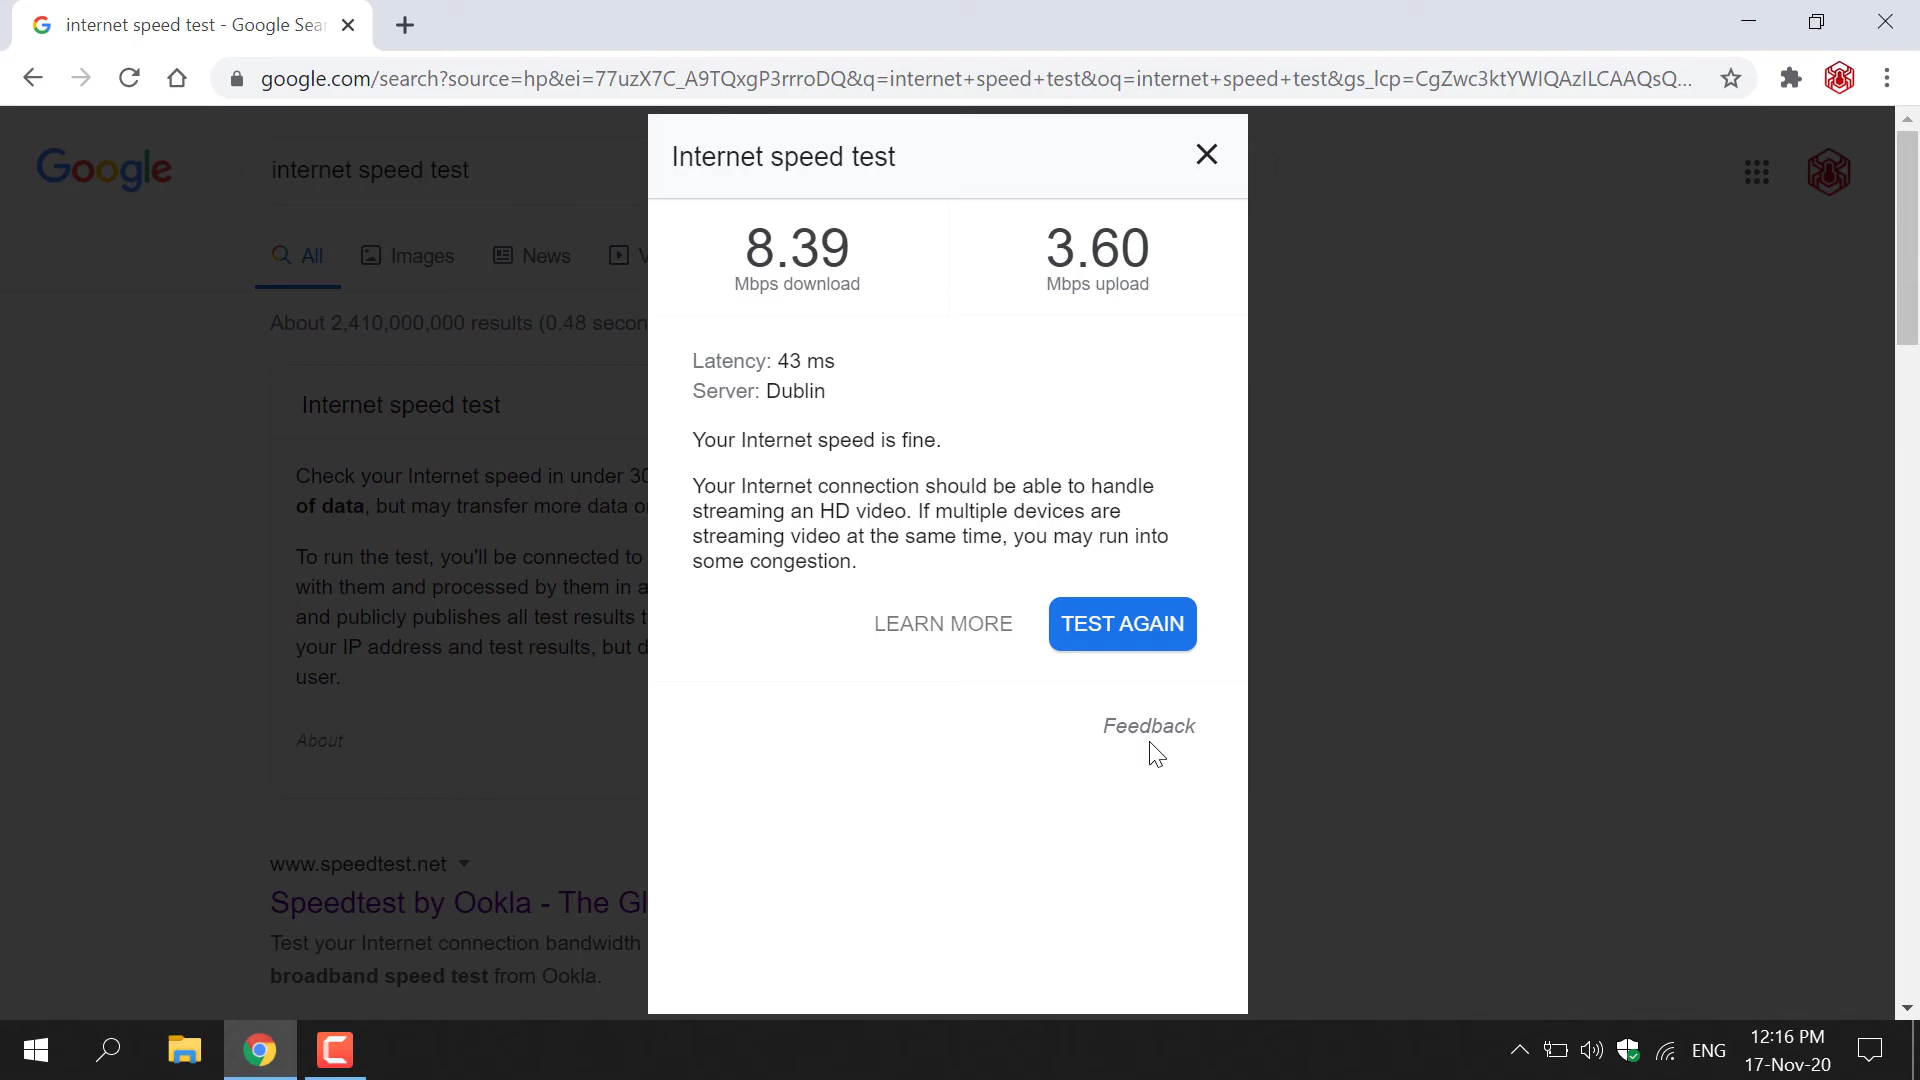 internet speed test - Google Sear
google.com/search?source=hp&ei=77uzX7C_A9TQxgP3rrroDQ&q=internet+speed+test&oq=internet+speed+test&gs_lcp=CgZwc3ktYWIQAzILCAAQsQ...
Google
internet speed test
All Images News V
About 2,410,000,000 results (0.48 secon
Internet speed test
Check your Internet speed in under 30
of data, but may transfer more data o
To run the test, you'll be connected to
with them and processed by them in a
and publicly publishes all test results t
your IP address and test results, but d
user.
About
www.speedtest.net
Speedtest by Ookla - The Gl
Test your Internet connection bandwidth
broadband speed test from Ookla.
Internet speed test
8.39
Mbps download
3.60
Mbps upload
Latency: 43 ms
Server: Dublin
Your Internet speed is fine.
Your Internet connection should be able to handle
streaming an HD video. If multiple devices are
streaming video at the same time, you may run into
some congestion.
LEARN MORE TEST AGAIN
Feedback
ENG
12:16 PM
17-Nov-20